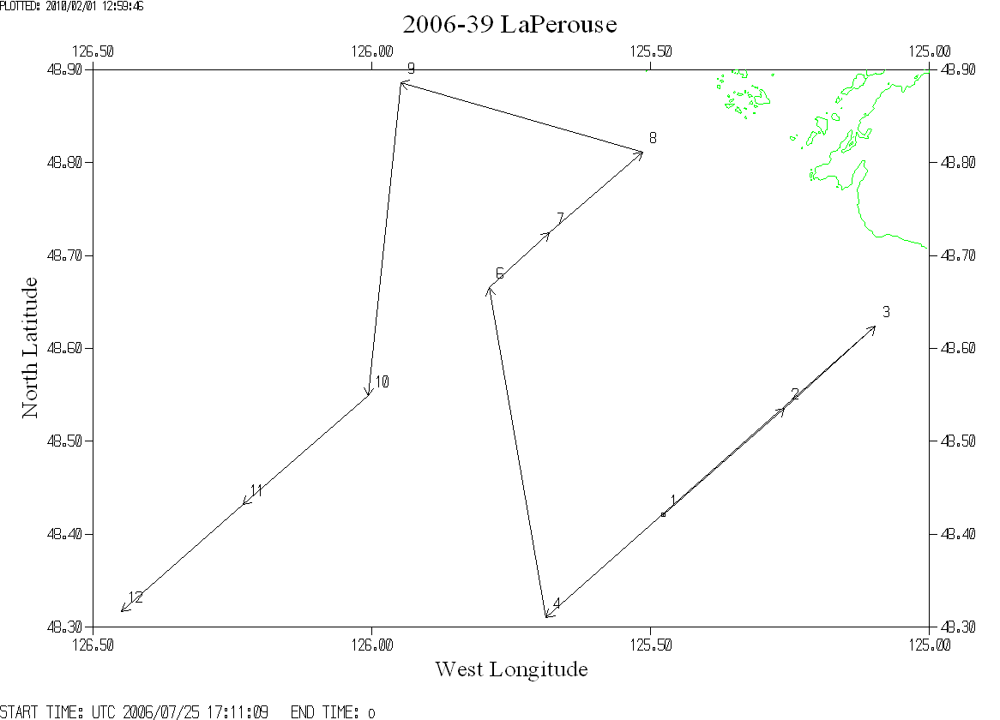 PLOTTED: 2010/02/01 12:59:46
2006-39 LaPerouse
126.50 126.00 125.50 125.00
48.90 9 48.90
8
48.80 48.80
7
48.70 48.70
6
3
48.60 48.60
10
2
48.50 48.50
11
1
48.40 48.40
12
4
48.30 48.30
126.50 126.00 125.50 125.00
North Latitude
West Longitude
START TIME: UTC 2006/07/25 17:11:09 END TIME: o